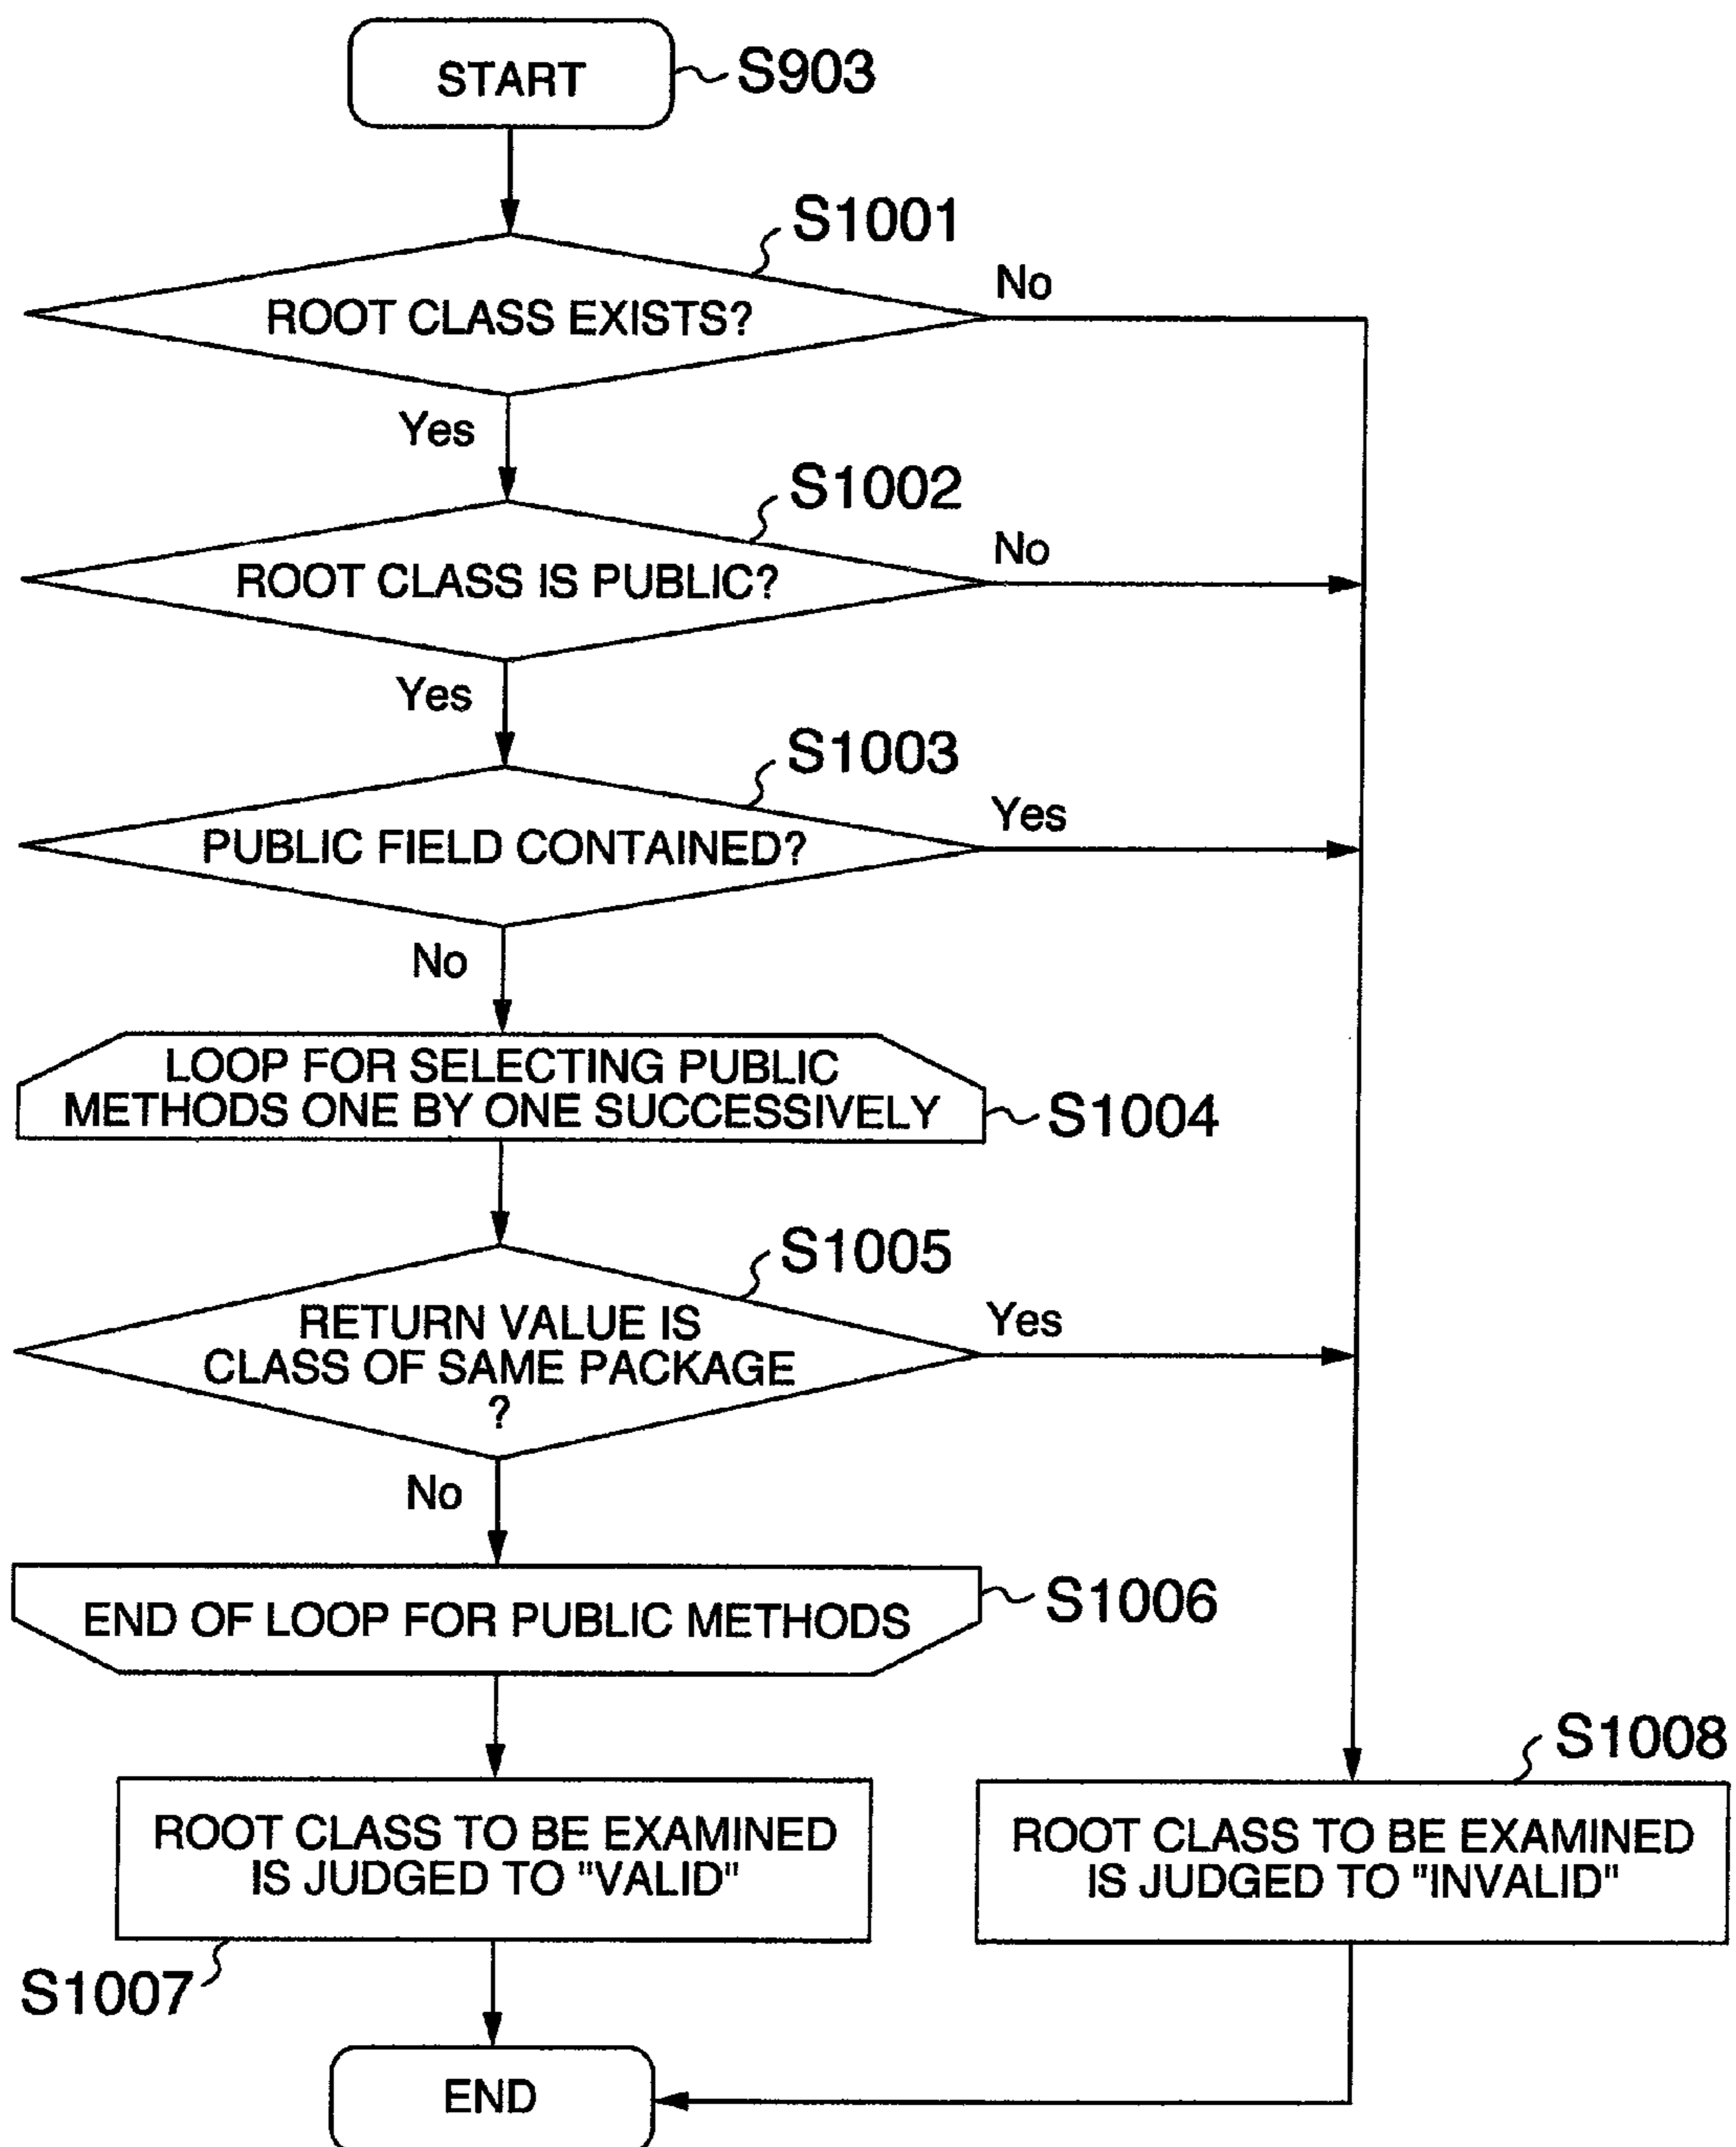 START
S903
S1001
ROOT CLASS EXISTS?
No
Yes
S1002
ROOT CLASS IS PUBLIC?
No
Yes
S1003
PUBLIC FIELD CONTAINED?
Yes
No
LOOP FOR SELECTING PUBLIC
METHODS ONE BY ONE SUCCESSIVELY
S1004
S1005
RETURN VALUE IS
CLASS OF SAME PACKAGE
?
Yes
No
END OF LOOP FOR PUBLIC METHODS
S1006
ROOT CLASS TO BE EXAMINED
IS JUDGED TO "VALID"
S1007
S1008
ROOT CLASS TO BE EXAMINED
IS JUDGED TO "INVALID"
END